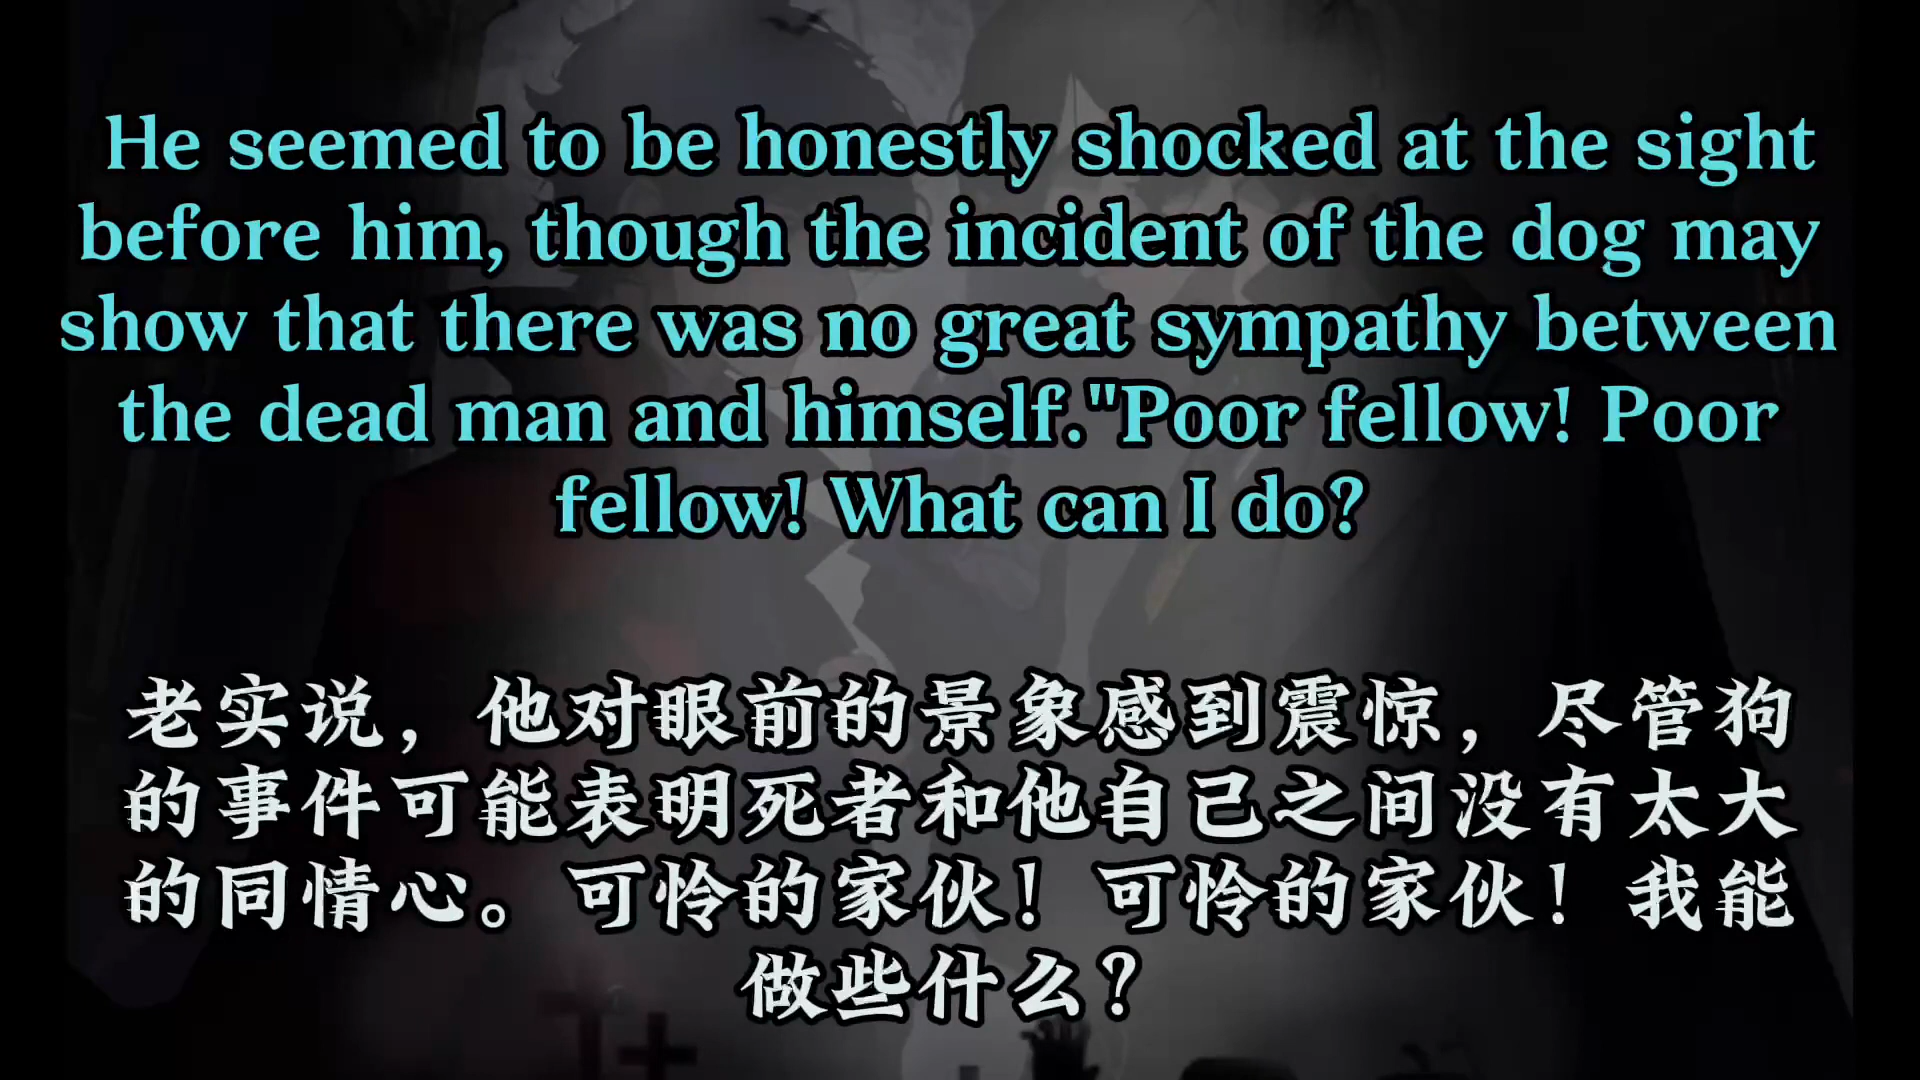 He seemed to be honestly shocked at the sight
before him, though the incident of the dog may
show that there was no great sympathy between
the dead man and himself."Poor fellow! Poor
fellow! What can I do?
老实说，他对眼前的景象感到震惊，尽管狗
的事件可能表明死者和他自己之间没有太大
的同情心。可怜的家伙！可怜的家伙！我能
做些什么？